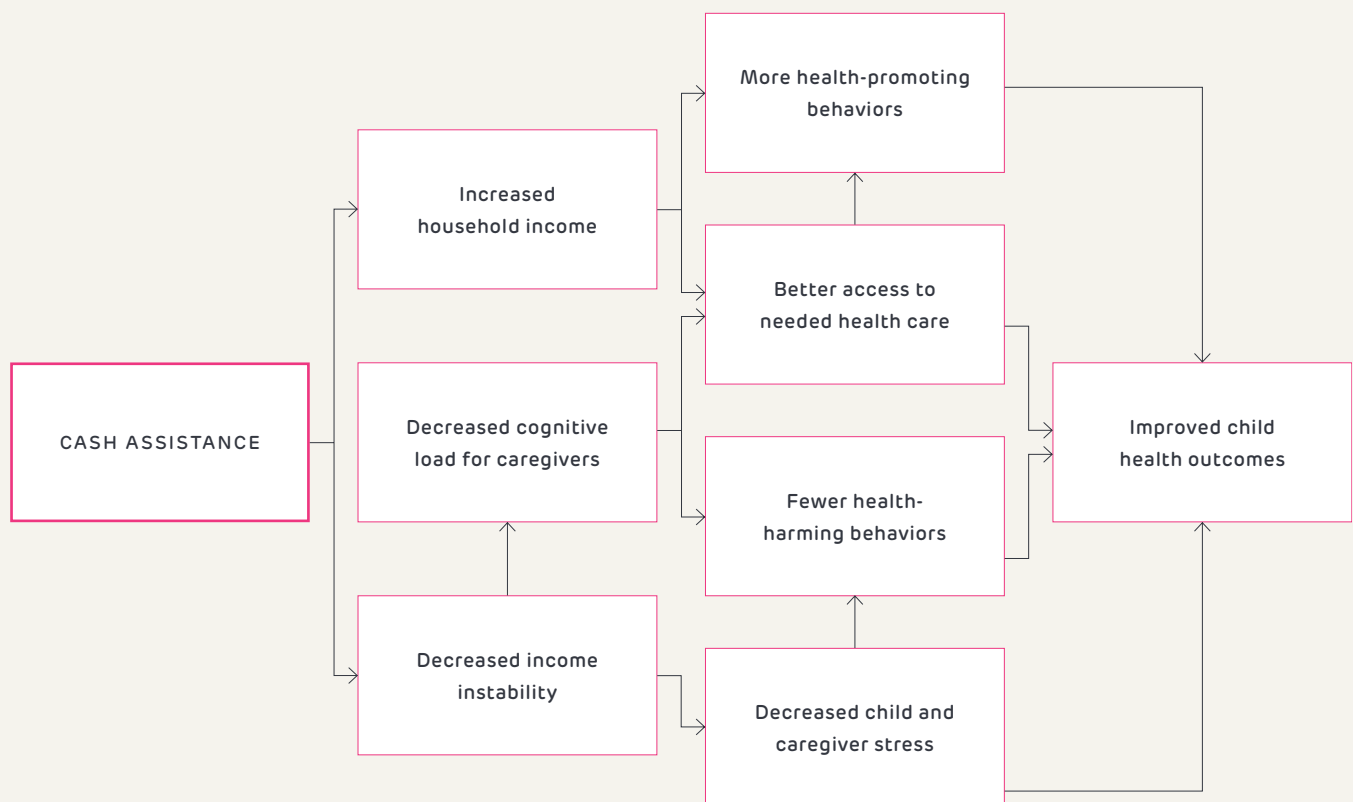 More health-promoting
behaviors
Increased
household income
Better access to
needed health care
CASH ASSISTANCE
Decreased cognitive
load for caregivers
Improved child
health outcomes
Fewer health-
harming behaviors
Decreased income
instability
Decreased child and
caregiver stress